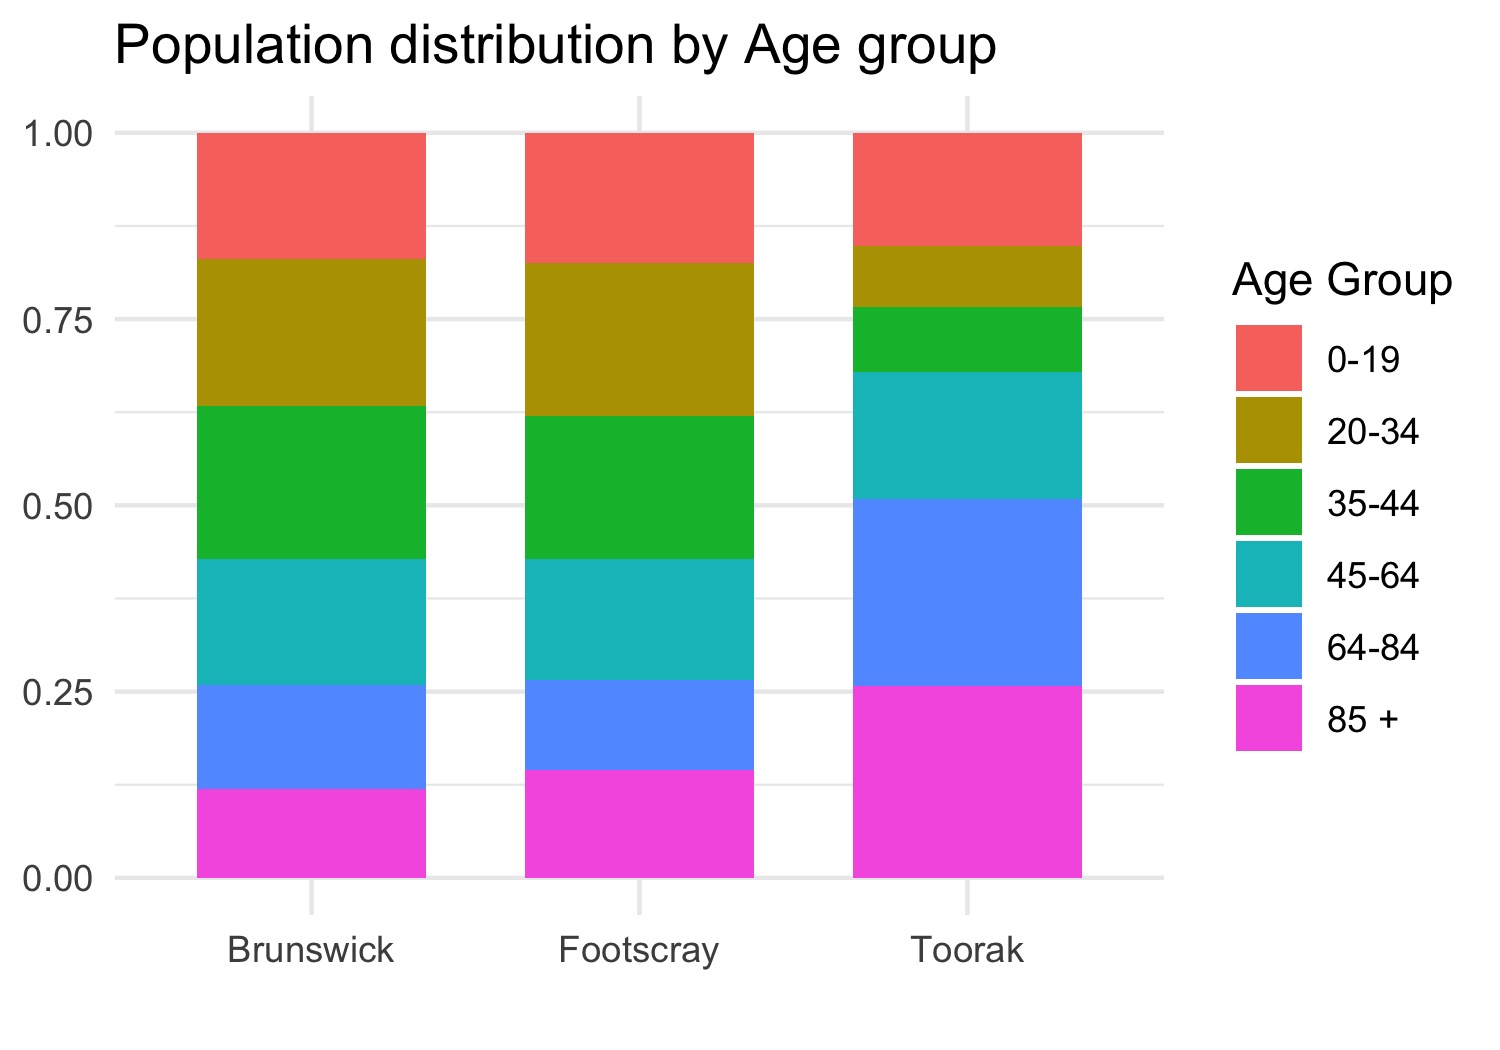 Population distribution by Age group
1.00
0.75
0.50
0.25
0.00
Brunswick
Footscray
Toorak
Age Group
0-19
20-34
35-44
45-64
64-84
85 +